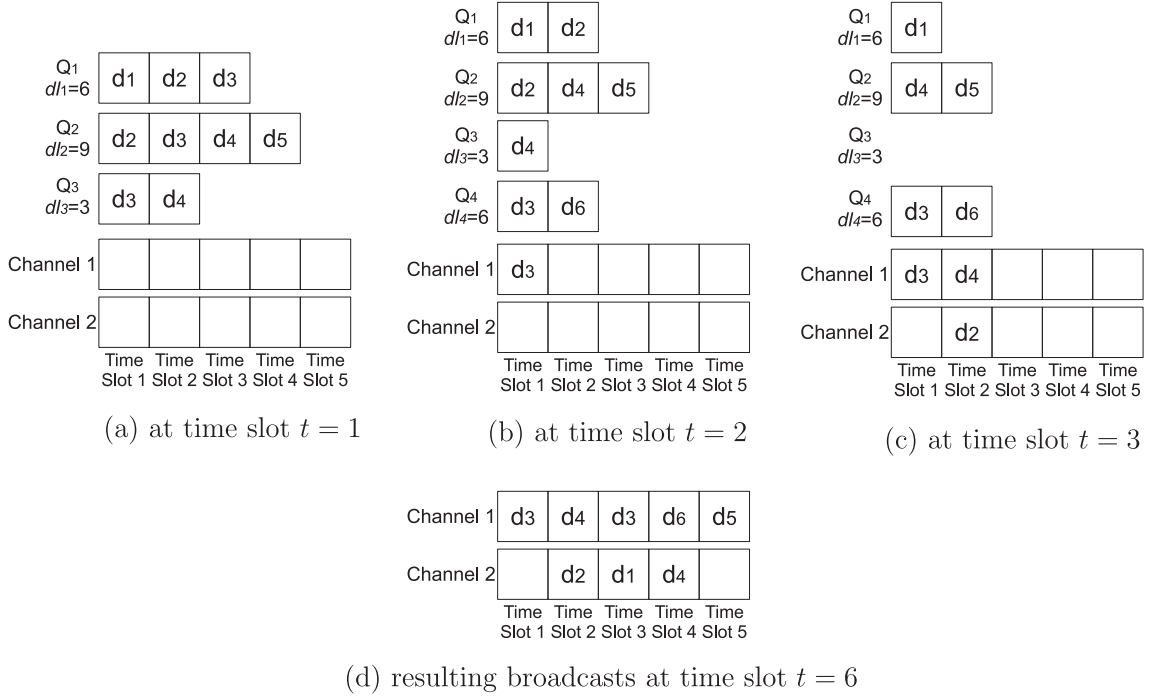 Q1
dl1=6
d1 d2 d3
Q2
dl2=9
d2 d3 d4 d5
Q3
dl3=3
d3 d4
Channel 1
Channel 2
Time Time Time Time Time
Slot 1 Slot 2 Slot 3 Slot 4 Slot 5
(a) at time slot t = 1
Q1
dl1=6
d1 d2
Q2
dl2=9
d2 d4 d5
Q3
dl3=3
d4
Q4
dl4=6
d3 d6
Channel 1 d3
Channel 2
Time Time Time Time Time
Slot 1 Slot 2 Slot 3 Slot 4 Slot 5
(b) at time slot t = 2
Q1
dl1=6
d1
Q2
dl2=9
d4 d5
Q3
dl3=3
Q4
dl4=6
d3 d6
Channel 1 d3 d4
Channel 2 d2
Time Time Time Time Time
Slot 1 Slot 2 Slot 3 Slot 4 Slot 5
(c) at time slot t = 3
Channel 1 d3 d4 d3 d6 d5
Channel 2 d2 d1 d4
Time Time Time Time Time
Slot 1 Slot 2 Slot 3 Slot 4 Slot 5
(d) resulting broadcasts at time slot t = 6